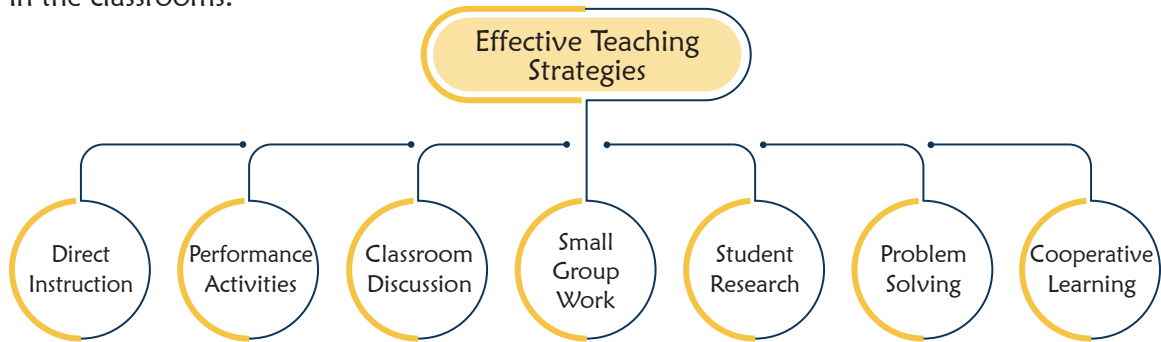 in the classrooms.
Effective Teaching
Strategies
Direct
Instruction
Performance
Activities
Classroom
Discussion
Small
Group
Work
Student
Research
Problem
Solving
Cooperative
Learning